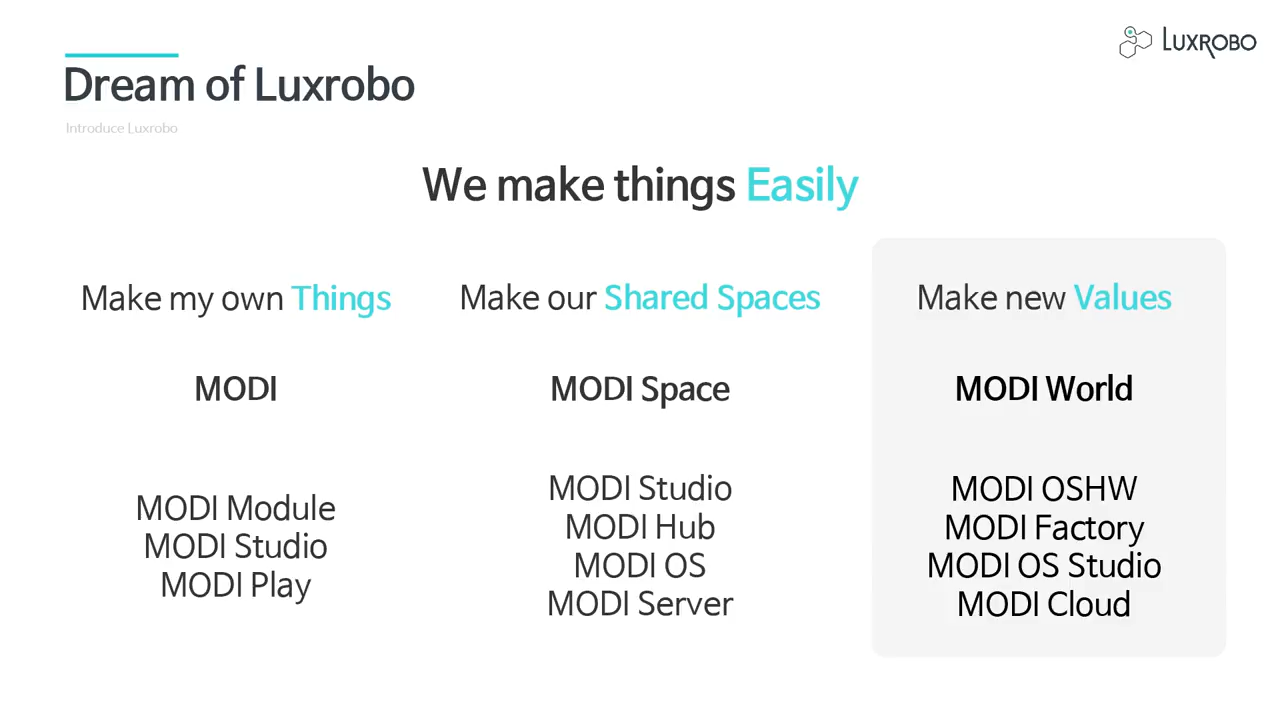 LUXROBO
Dream of Luxrobo
Introduce Luxrobo
We make things Easily
Make my own Things
MODI
MODI Module
MODI Studio
MODI Play
Make our Shared Spaces
MODI Space
MODI Studio
MODI Hub
MODI OS
MODI Server
Make new Values
MODI World
MODI OSHW
MODI Factory
MODI OS Studio
MODI Cloud